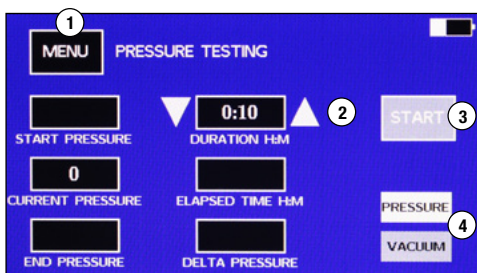 1
MENU PRESSURE TESTING
0:10 2 START 3
START PRESSURE DURATION H:M
0
CURRENT PRESSURE ELAPSED TIME H:M PRESSURE
4
END PRESSURE DELTA PRESSURE VACUUM